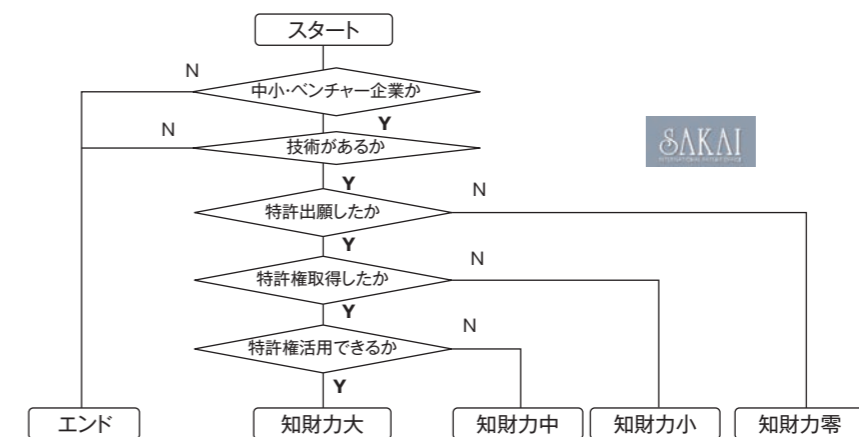 スタート
N
中小・ベンチャー企業か
Y
N
技術があるか
SAKAI
Y
N
特許出願したか
Y
N
特許権取得したか
Y
N
特許権活用できるか
Y
エンド
知財力大
知財力中
知財力小
知財力零